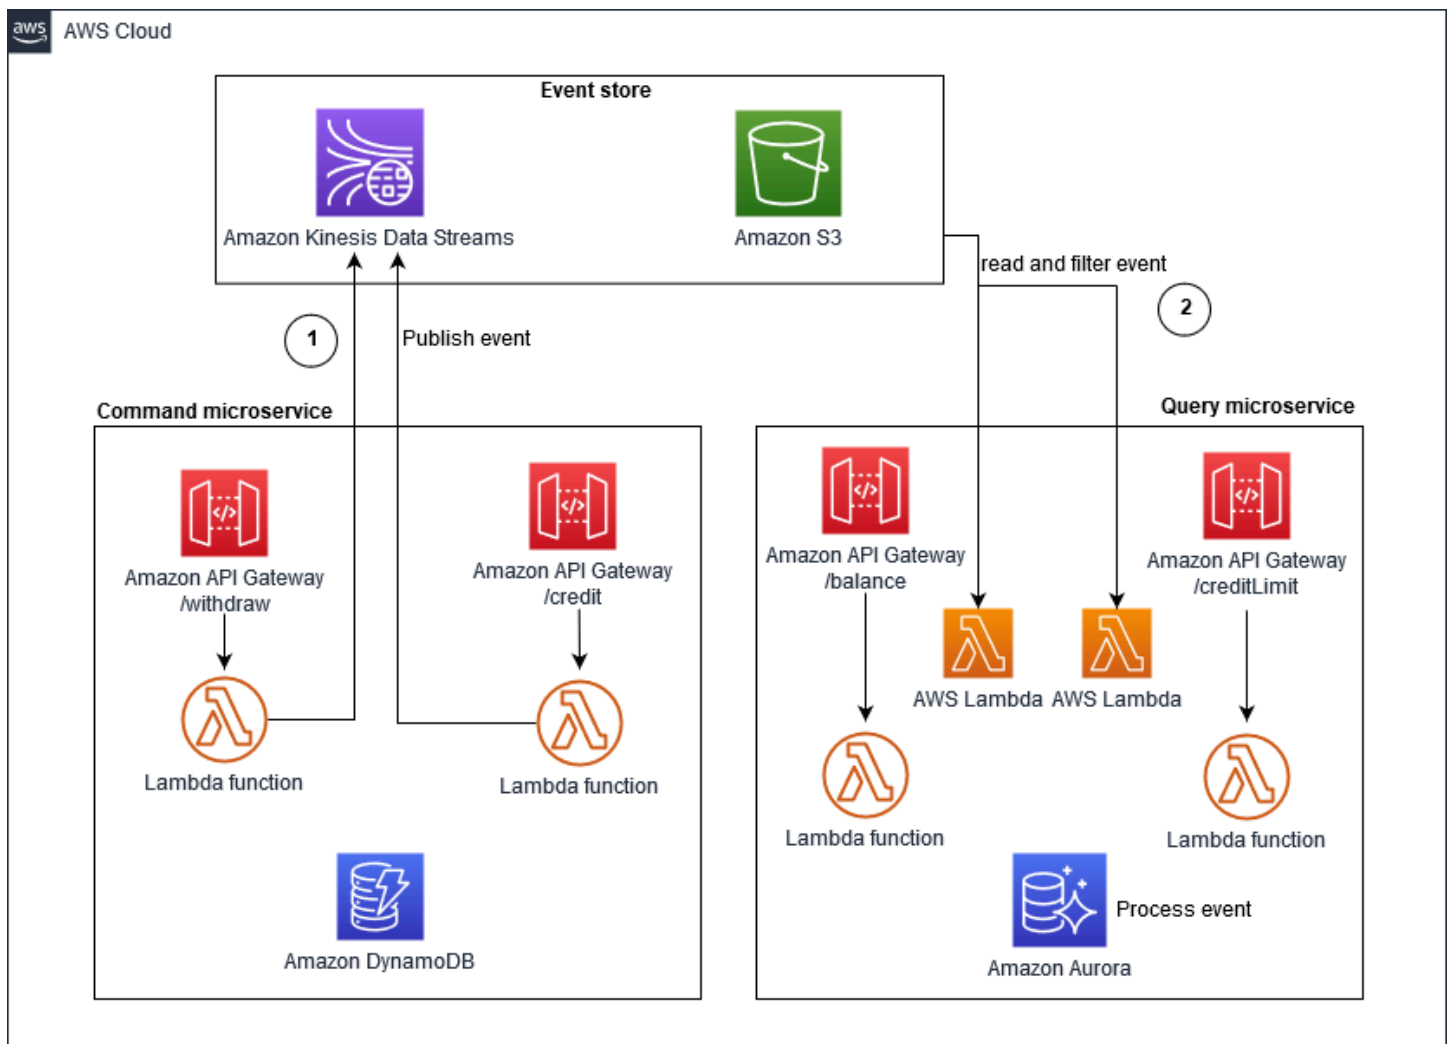 aws
AWS Cloud
Event store
Amazon Kinesis Data Streams
Amazon S3
read and filter event
2
1
Publish event
Command microservice
Query microservice
</>
Amazon API Gateway
/withdraw
</>
Amazon API Gateway
/credit
</>
Amazon API Gateway
/balance
</>
Amazon API Gateway
/creditLimit
AWS Lambda
AWS Lambda
Lambda function
Lambda function
Lambda function
Lambda function
Amazon DynamoDB
Process event
Amazon Aurora